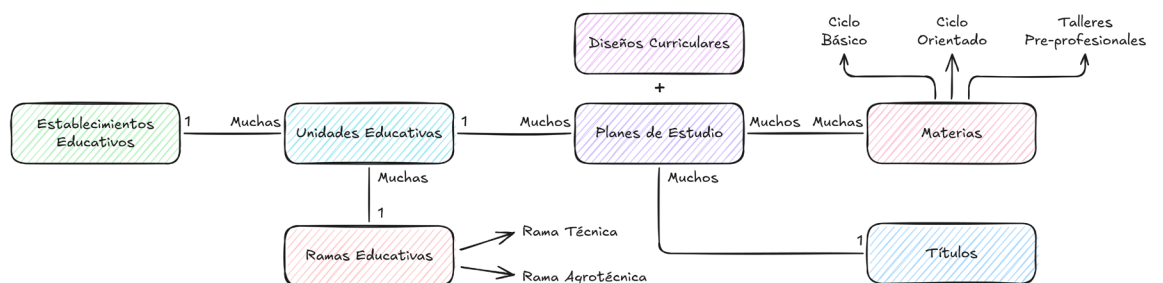 Diseños Curriculares
+
Ciclo
Básico
Ciclo
Orientado
Talleres
Pre-profesionales
Establecimientos
Educativos
1
Muchas
Unidades Educativas
1
Muchos
Planes de Estudio
Muchos
Muchas
Materias
Muchas
1
Muchos
1
Ramas Educativas
Rama Técnica
Rama Agrotécnica
Títulos